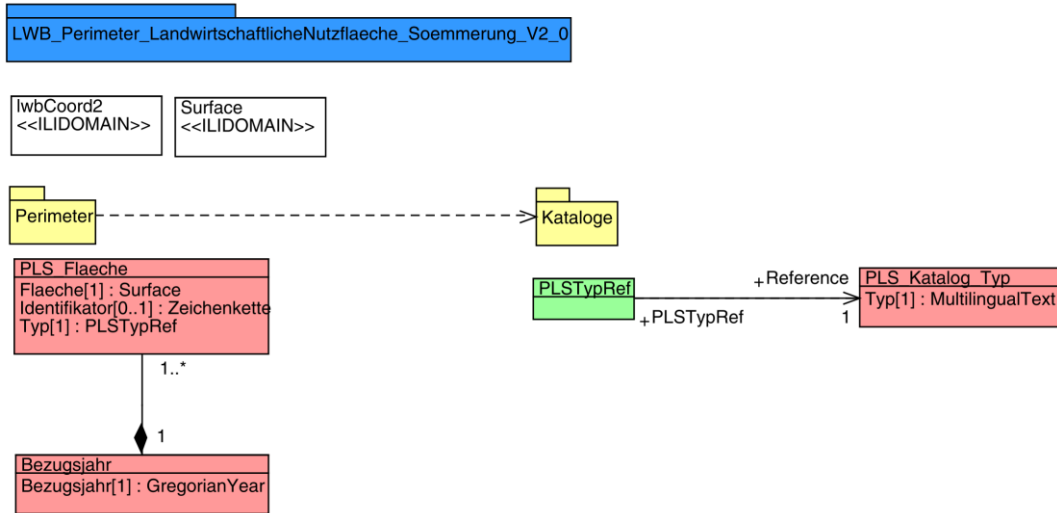 LWB_Perimeter_LandwirtschaftlicheNutzflaeche_Soemmerung_V2_0
lwbCoord2
<<ILIDOMAIN>>
Surface
<<ILIDOMAIN>>
Perimeter
Kataloge
PLS_Flaeche
Flaeche[1] : Surface
Identifikator[0..1] : Zeichenkette
Typ[1] : PLSTypRef
PLSTypRef
+Reference
+PLSTypRef
1
PLS_Katalog_Typ
Typ[1] : MultilingualText
1..*
1
Bezugsjahr
Bezugsjahr[1] : GregorianYear